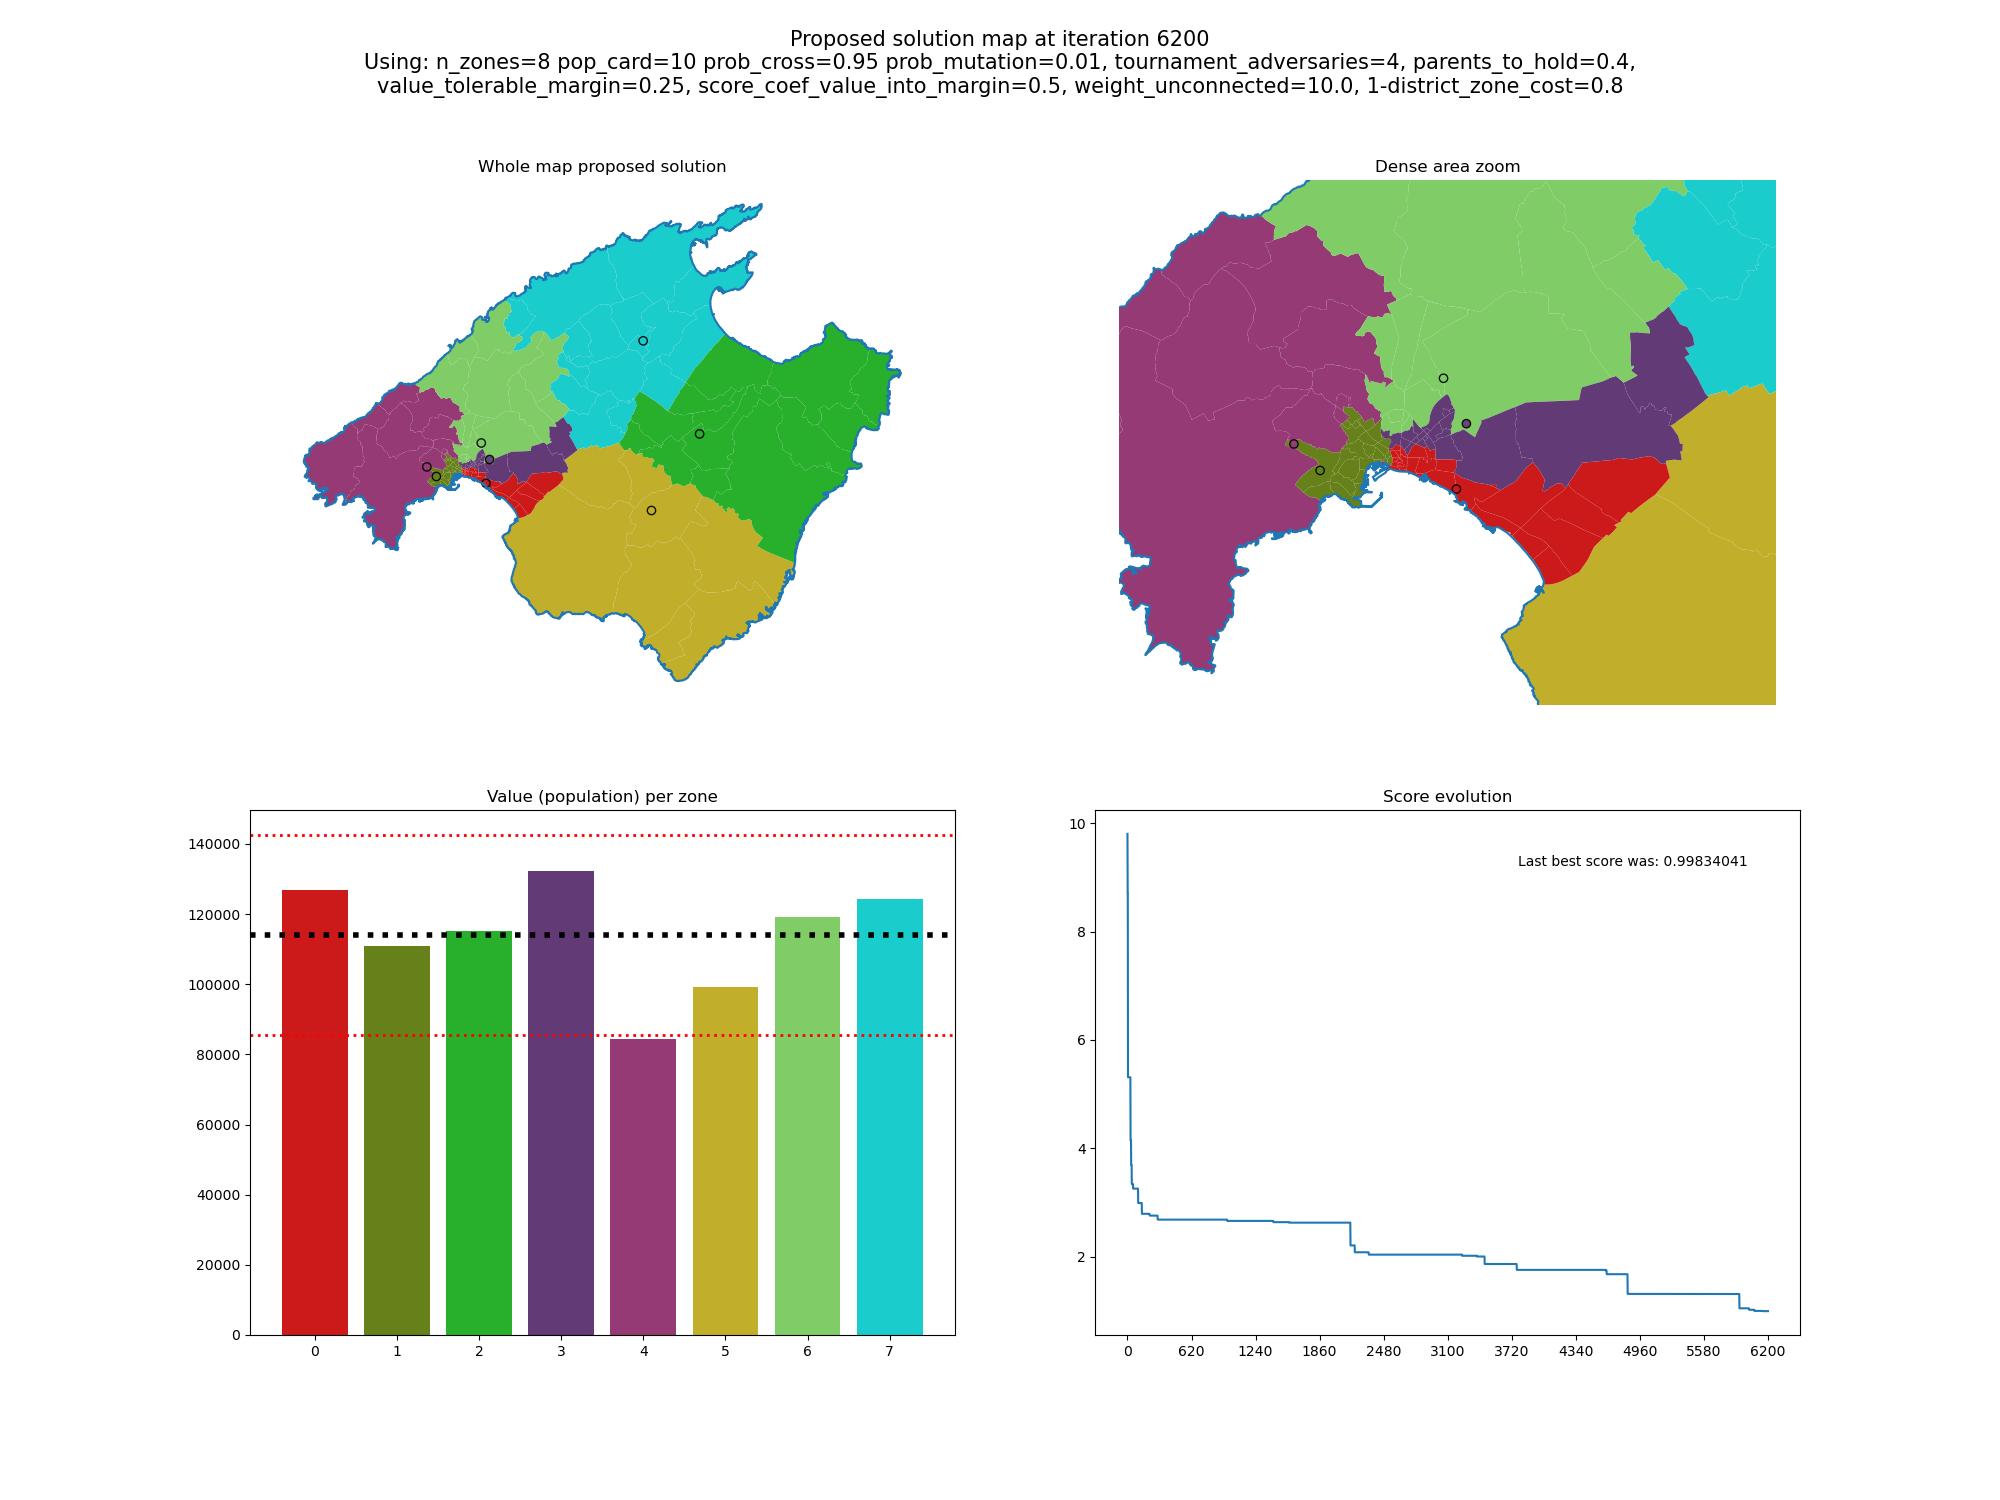 Proposed solution map at iteration 6200
Using: n_zones=8 pop_card=10 prob_cross=0.95 prob_mutation=0.01, tournament_adversaries=4, parents_to_hold=0.4,
value_tolerable_margin=0.25, score_coef_value_into_margin=0.5, weight_unconnected=10.0, 1-district_zone_cost=0.8
Whole map proposed solution
Dense area zoom
Value (population) per zone
140000
120000
100000
80000
60000
40000
20000
0
0 1 2 3 4 5 6 7
Score evolution
10
8
6
4
2
Last best score was: 0.99834041
0 620 1240 1860 2480 3100 3720 4340 4960 5580 6200